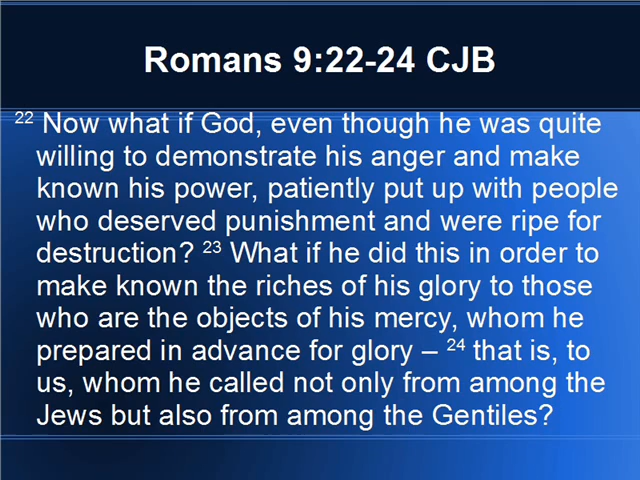 Romans 9:22-24 CJB
22 Now what if God, even though he was quite
willing to demonstrate his anger and make
known his power, patiently put up with people
who deserved punishment and were ripe for
destruction? 23 What if he did this in order to
make known the riches of his glory to those
who are the objects of his mercy, whom he
prepared in advance for glory – 24 that is, to
us, whom he called not only from among the
Jews but also from among the Gentiles?